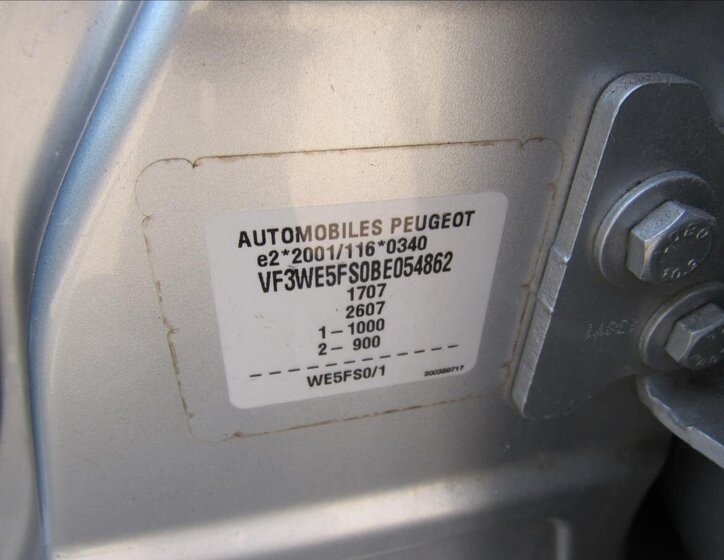 AUTOMOBILES PEUGEOT
e2*2001/116*0340
VF3WE5FS0BE054862
1707
2607
1- 1000
2- 900
WE5FS0/1